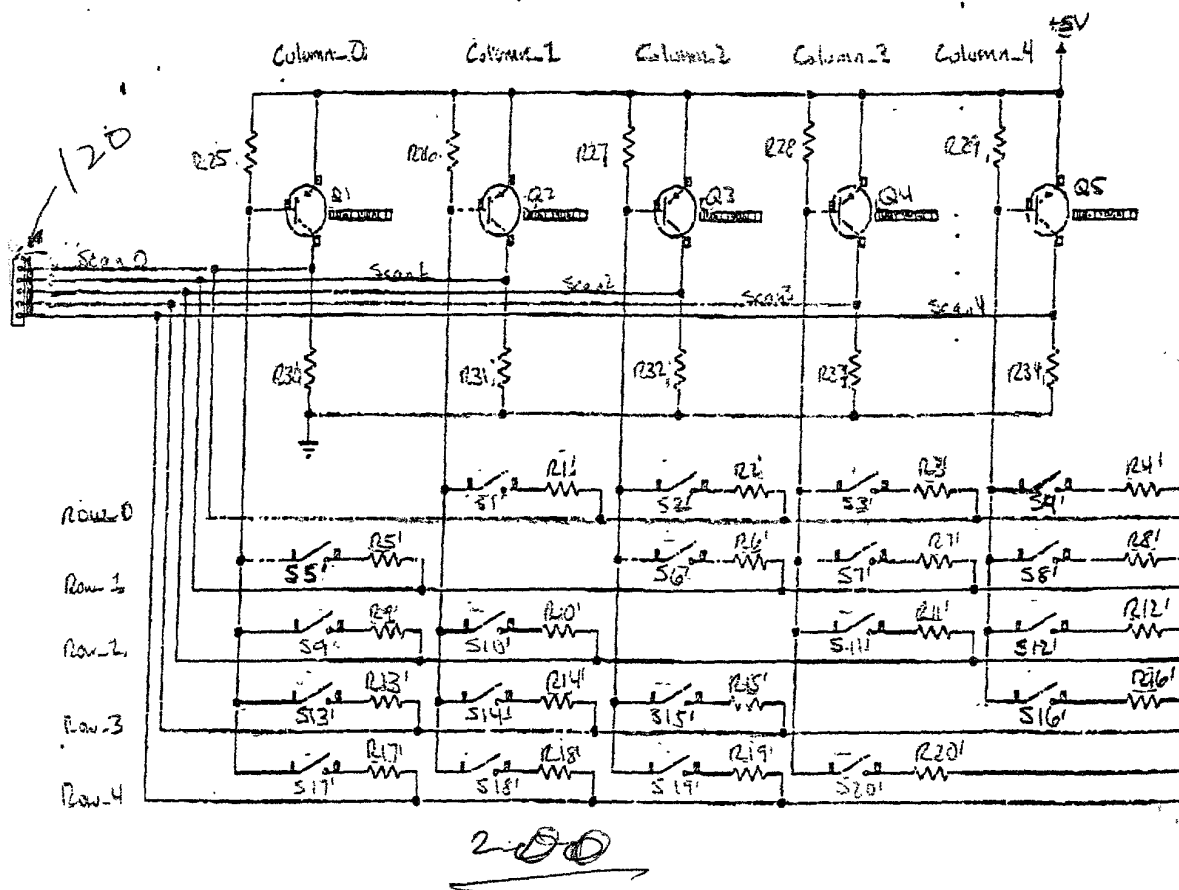 +5V
Column_0 Column_1 Column_2 Column_3 Column_4
120
R25 R26 R27 R28 R29
Q1 Q2 Q3 Q4 Q5
Scan0
Scan1
Scan2
Scan3
Scan4
R30 R31 R32 R33 R34
R1' R2' R3' R4'
S1' S2' S3' S4'
Row_0
R5' R6' R7' R8'
S5' S6' S7' S8'
Row_1
R9' R10' R11' R12'
S9' S10' S11' S12'
Row_2
R13' R14' R15' R16'
S13' S14' S15' S16'
Row_3
R17' R18' R19' R20'
S17' S18' S19' S20'
Row_4
200